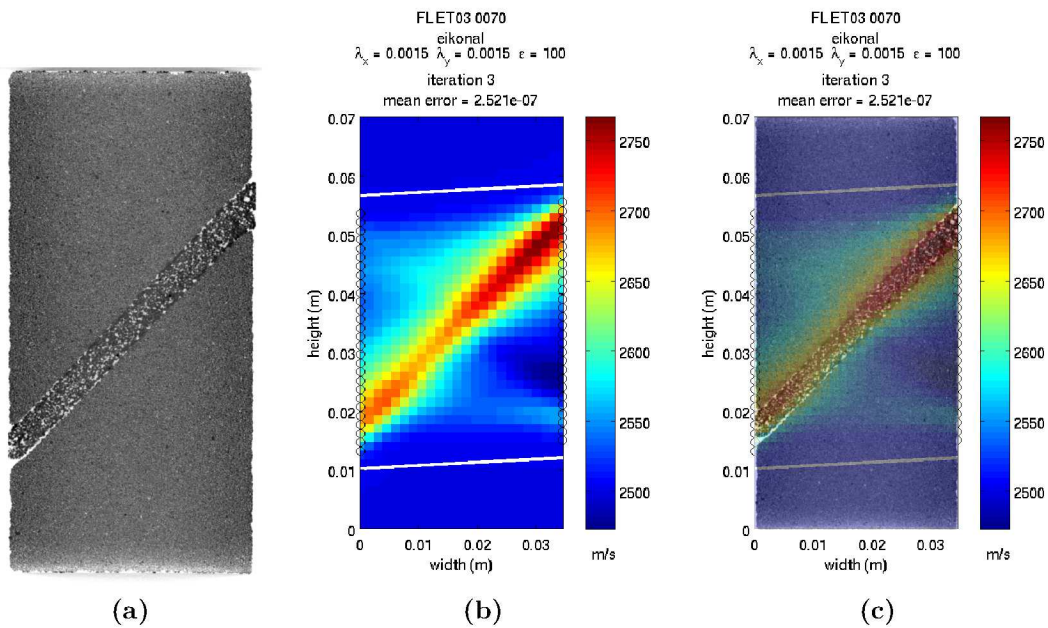 FLET03 0070
eikonal
λx = 0.0015 λy = 0.0015 ε = 100
iteration 3
mean error = 2.521e-07
0.07
0.06
0.05
0.04
0.03
0.02
0.01
0
height (m)
0 0.01 0.02 0.03
width (m)
2750
2700
2650
2600
2550
2500
m/s
FLET03 0070
eikonal
λx = 0.0015 λy = 0.0015 ε = 100
iteration 3
mean error = 2.521e-07
0.07
0.06
0.05
0.04
0.03
0.02
0.01
0
height (m)
0 0.01 0.02 0.03
width (m)
2750
2700
2650
2600
2550
2500
m/s
(a) (b) (c)